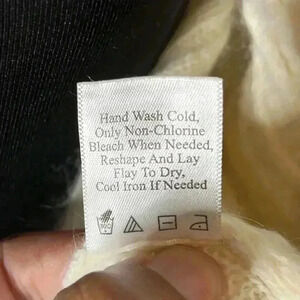 Hand Wash Cold,
Only Non-Chlorine
Bleach When Needed,
Reshape And Lay
Flay To Dry,
Cool Iron If Needed